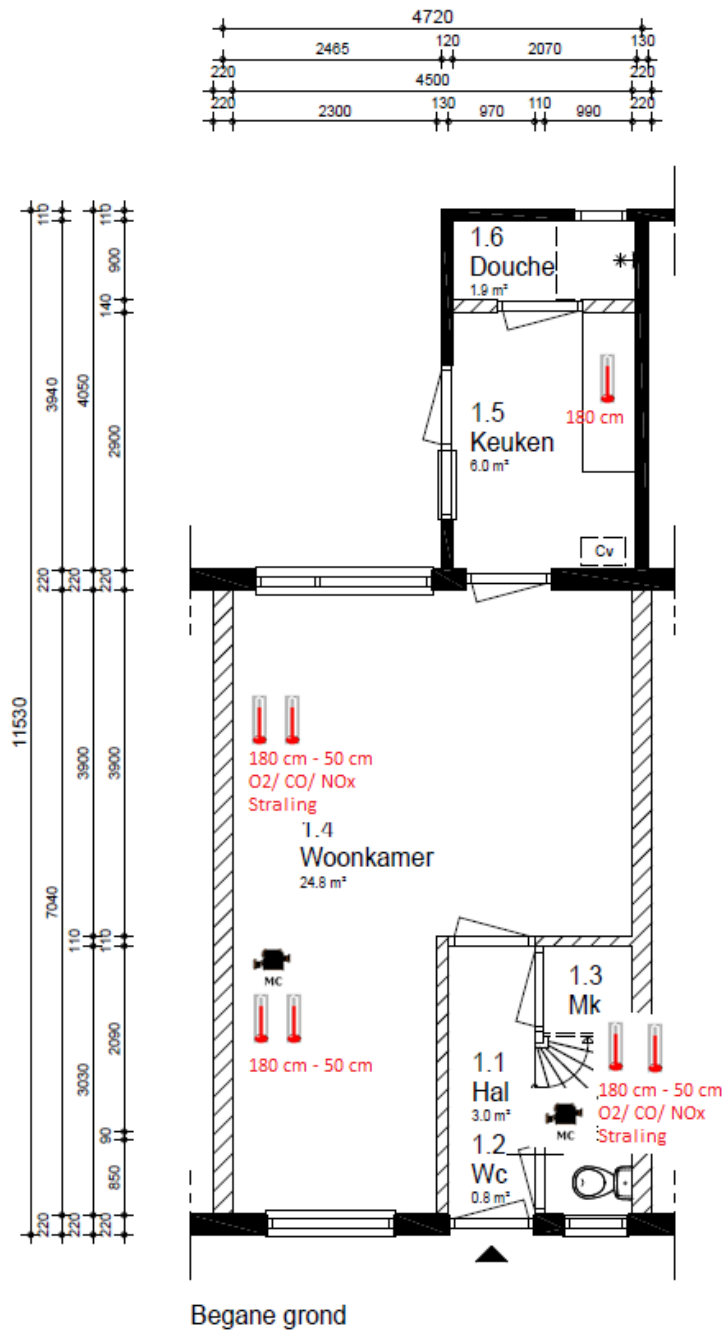 4720
2465 120 2070 130
220 4500 220
220 2300 130 970 110 990 220
11530
110 3940 220 7040 110 3030 220
4050 220 3900 220
110 900 140 2900 220 3900 110 2090 90 850 220
1.6
Douche
1.9 m²
1.5
Keuken
6.0 m²
180 cm
Cv
180 cm - 50 cm
O2/ CO/ NOx
Straling
1.4
Woonkamer
24.8 m²
MC
180 cm - 50 cm
1.3
Mk
1.1
Hal
3.0 m²
180 cm - 50 cm
O2/ CO/ NOx
Straling
MC
1.2
Wc
0.8 m²
Begane grond